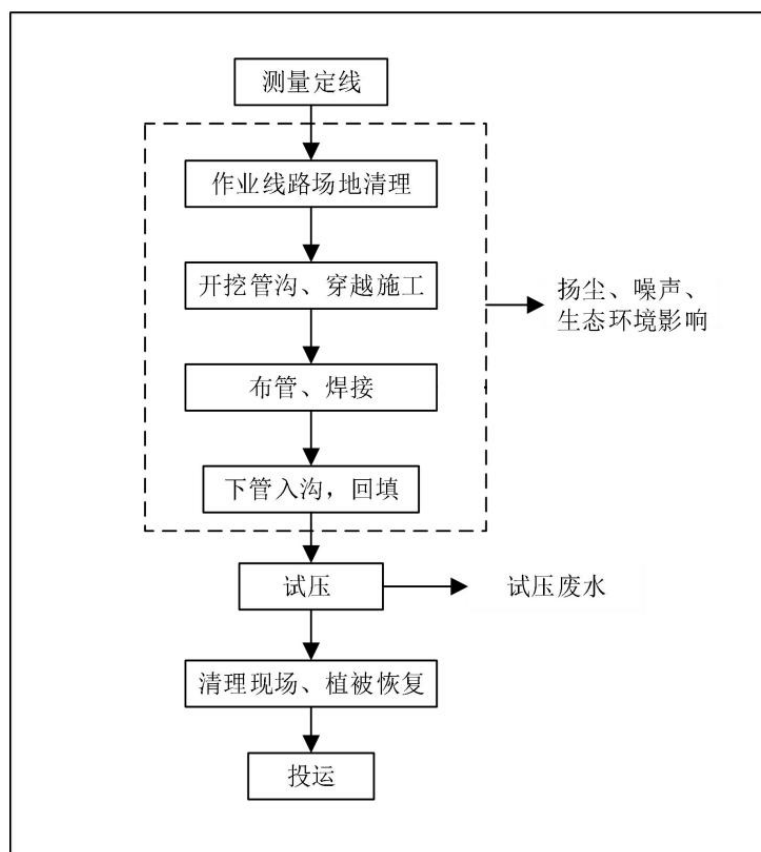 测量定线
作业线路场地清理
开挖管沟、穿越施工
扬尘、噪声、
生态环境影响
布管、焊接
下管入沟，回填
试压
试压废水
清理现场、植被恢复
投运